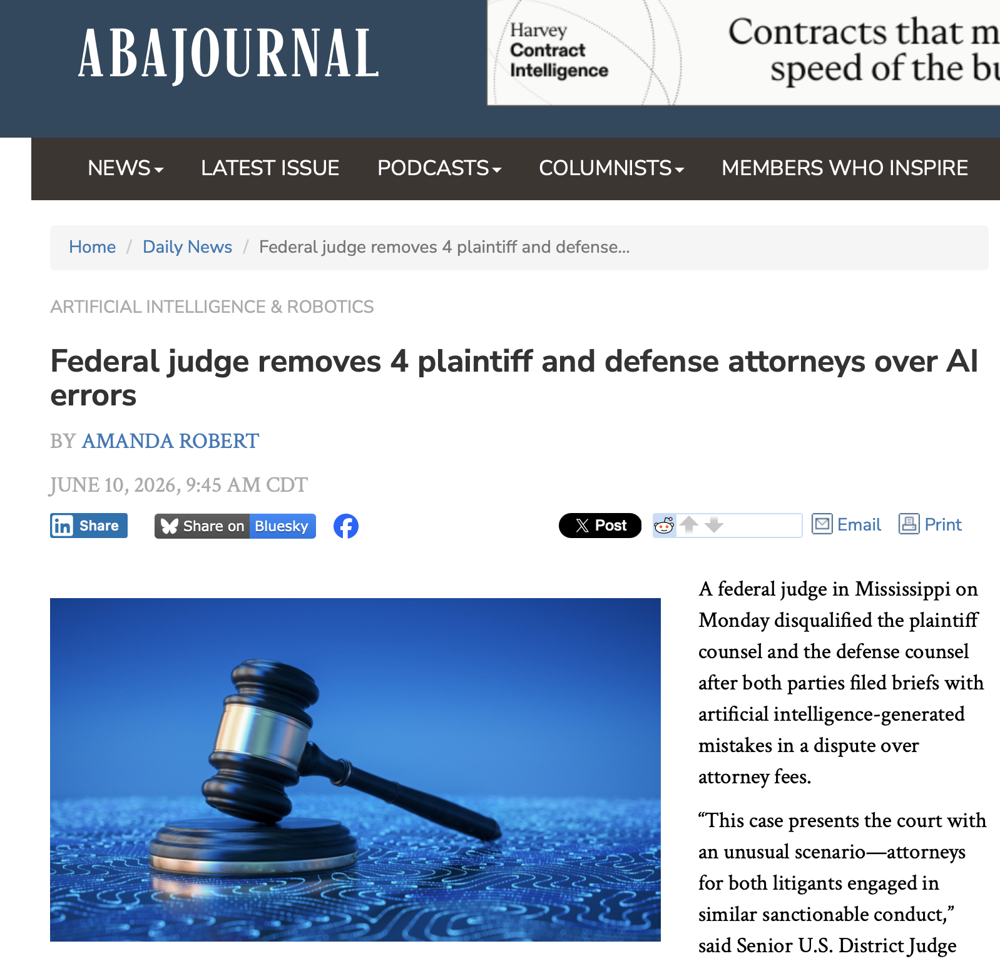 ABAJOURNAL
Harvey
Contract
Intelligence
Contracts that m
speed of the bu
NEWS
LATEST ISSUE
PODCASTS
COLUMNISTS
MEMBERS WHO INSPIRE
Home / Daily News / Federal judge removes 4 plaintiff and defense...
ARTIFICIAL INTELLIGENCE & ROBOTICS
Federal judge removes 4 plaintiff and defense attorneys over AI
errors
BY AMANDA ROBERT
JUNE 10, 2026, 9:45 AM CDT
in Share
Share on Bluesky
X Post
Email
Print
A federal judge in Mississippi on
Monday disqualified the plaintiff
counsel and the defense counsel
after both parties filed briefs with
artificial intelligence-generated
mistakes in a dispute over
attorney fees.
“This case presents the court with
an unusual scenario—attorneys
for both litigants engaged in
similar sanctionable conduct,”
said Senior U.S. District Judge